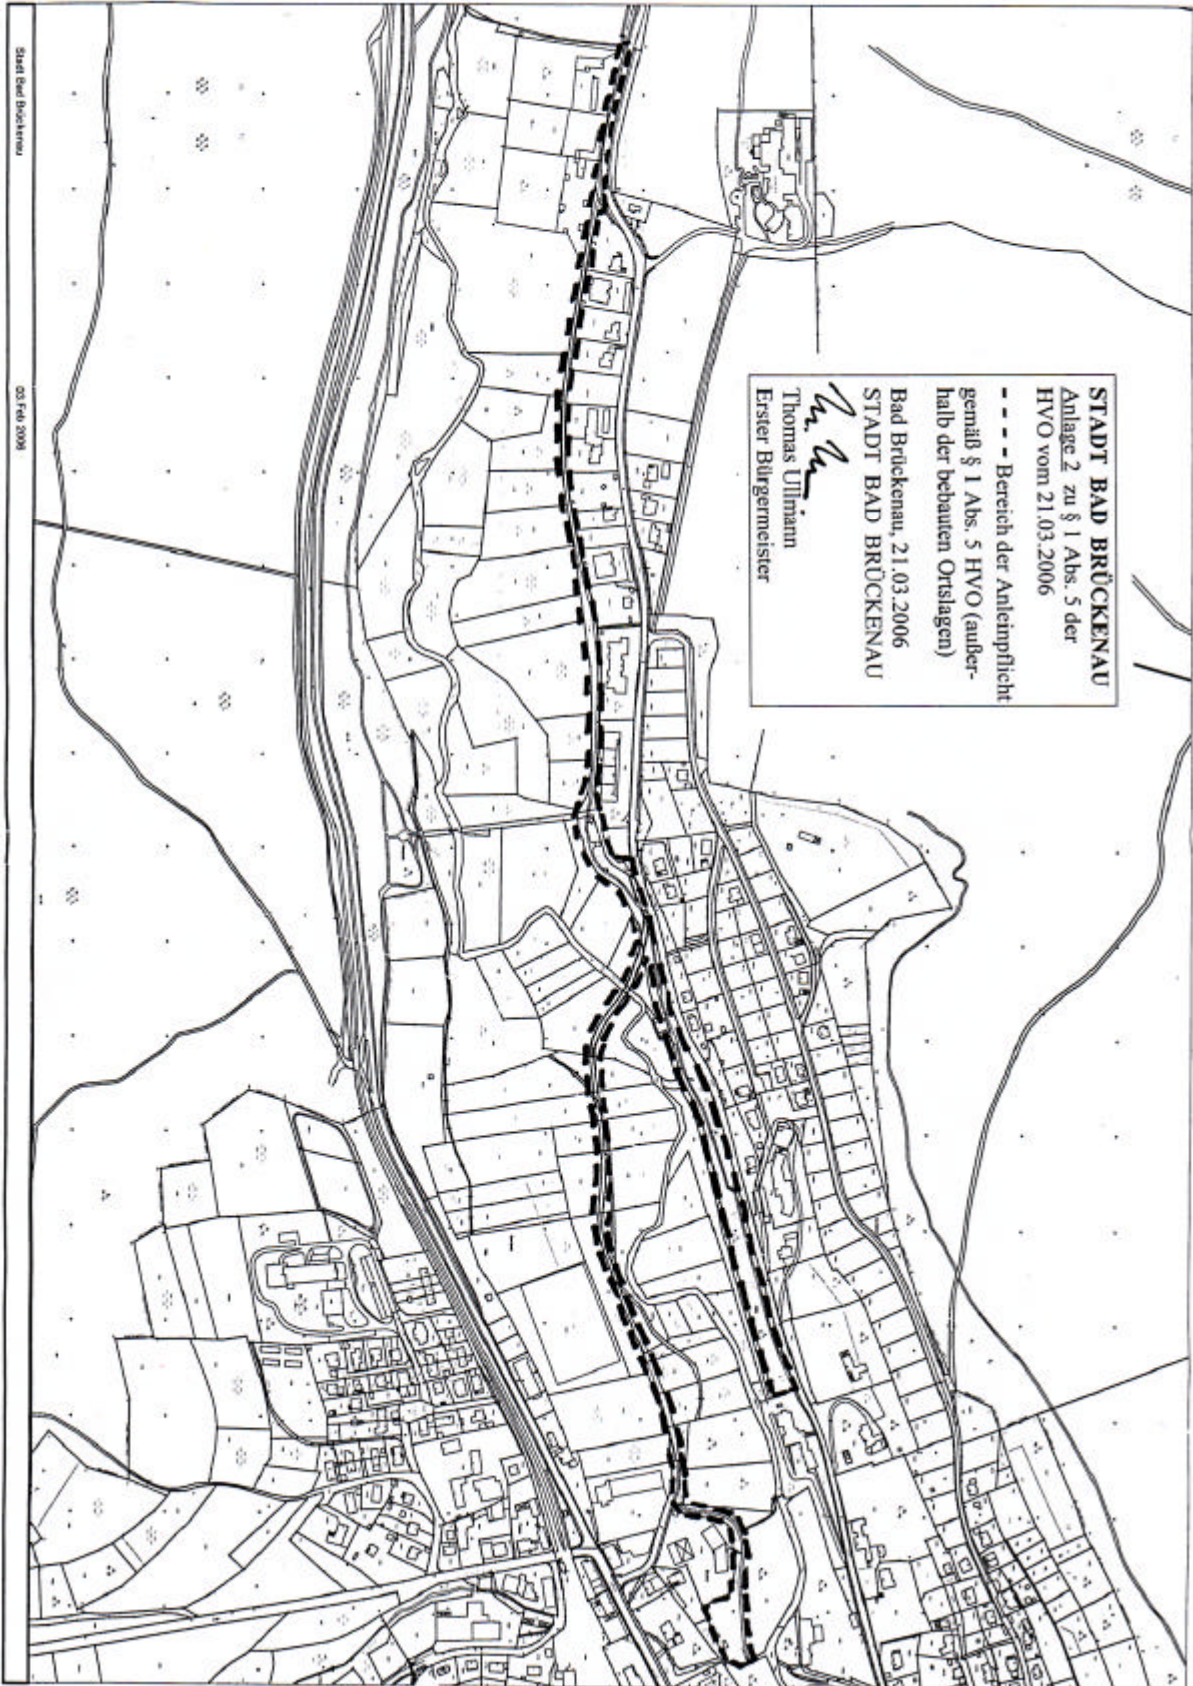 STADT BAD BRÜCKENAU
Anlage 2 zu § 1 Abs. 5 der
HVO vom 21.03.2006
---- Bereich der Anleinpflicht
gemäß § 1 Abs. 5 HVO (außer-
halb der bebauten Ortslagen)
Bad Brückenau, 21.03.2006
STADT BAD BRÜCKENAU
Thomas Ullmann
Erster Bürgermeister
Stadt Bad Brückenau
03 Feb 2006